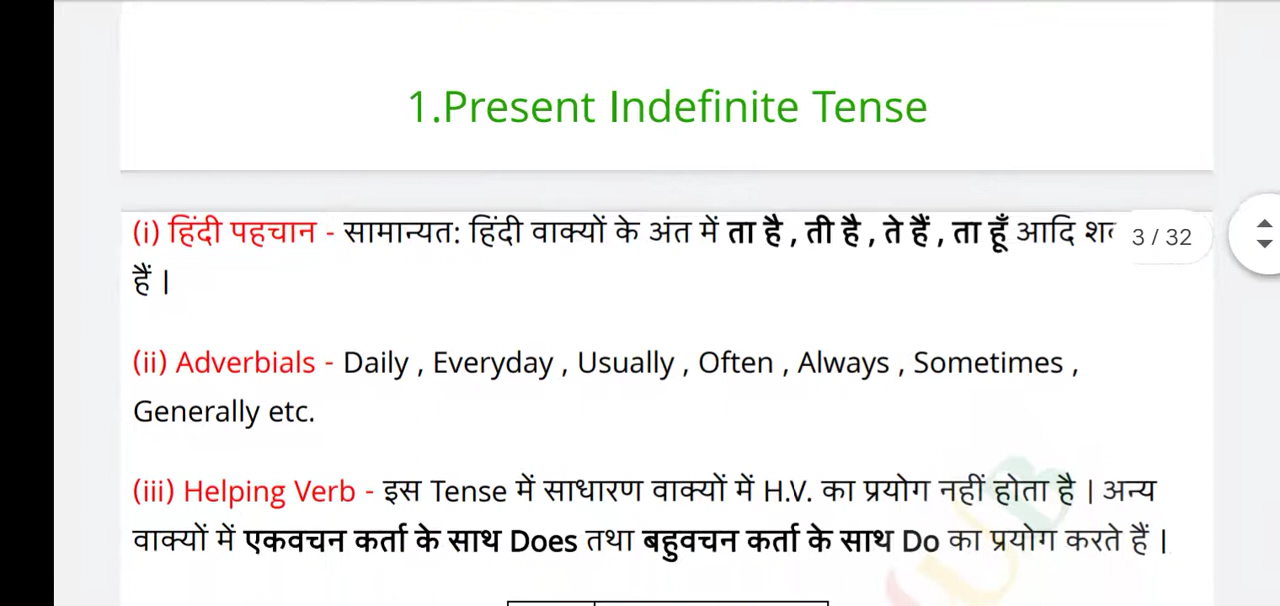 1.Present Indefinite Tense
(i) हिंदी पहचान - सामान्यत: हिंदी वाक्यों के अंत में ता है , ती है , ते हैं , ता हूँ आदि
3 / 32
हैं |
(ii) Adverbials - Daily , Everyday , Usually , Often , Always , Sometimes ,
Generally etc.
(iii) Helping Verb - इस Tense में साधारण वाक्यों में H.V. का प्रयोग नहीं होता है | अन्य
वाक्यों में एकवचन कर्ता के साथ Does तथा बहुवचन कर्ता के साथ Do का प्रयोग करते हैं |